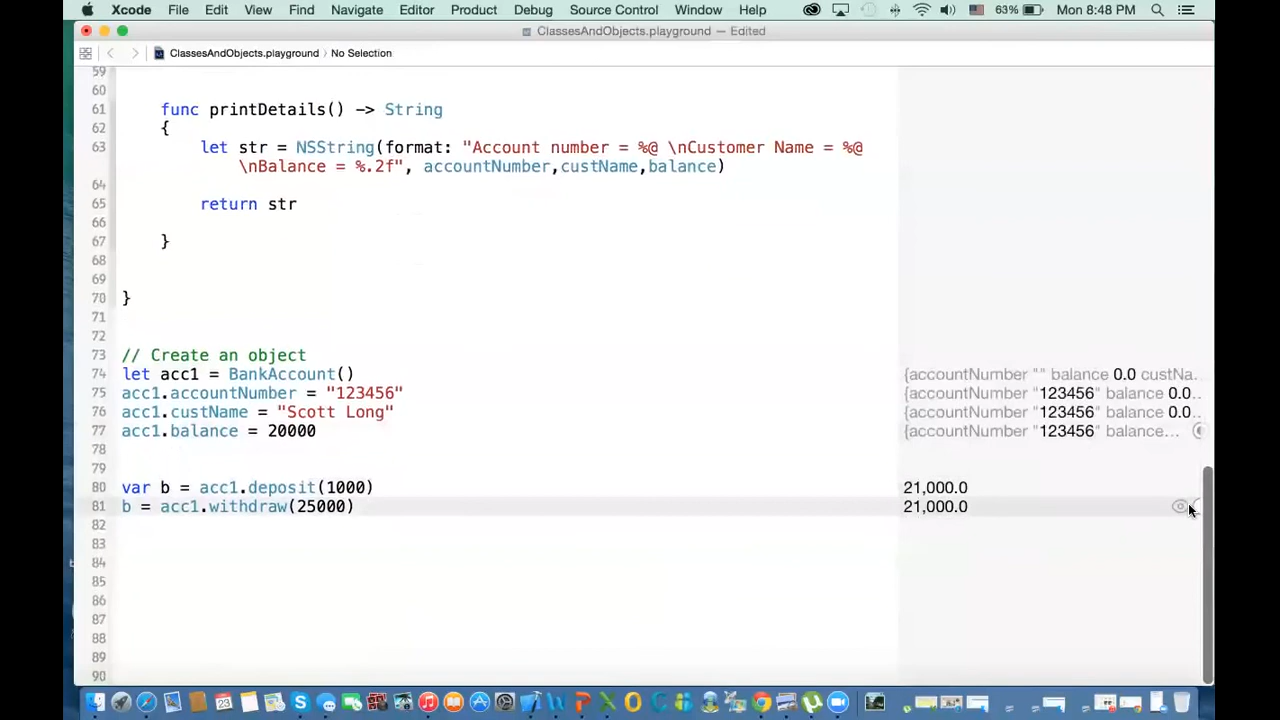 Xcode File Edit View Find Navigate Editor Product Debug Source Control Window Help 63% Mon 8:48 PM
ClassesAndObjects.playground — Edited
ClassesAndObjects.playground › No Selection
59
60
61 func printDetails() -> String
62 {
63 let str = NSString(format: "Account number = %@ \nCustomer Name = %@
\nBalance = %.2f", accountNumber,custName,balance)
64
65 return str
66
67 }
68
69
70 }
71
72
73 // Create an object
74 let acc1 = BankAccount() {accountNumber "" balance 0.0 custNa...
75 acc1.accountNumber = "123456" {accountNumber "123456" balance 0.0...
76 acc1.custName = "Scott Long" {accountNumber "123456" balance 0.0...
77 acc1.balance = 20000 {accountNumber "123456" balance...
78
79
80 var b = acc1.deposit(1000) 21,000.0
81 b = acc1.withdraw(25000) 21,000.0
82
83
84
85
86
87
88
89
90
23